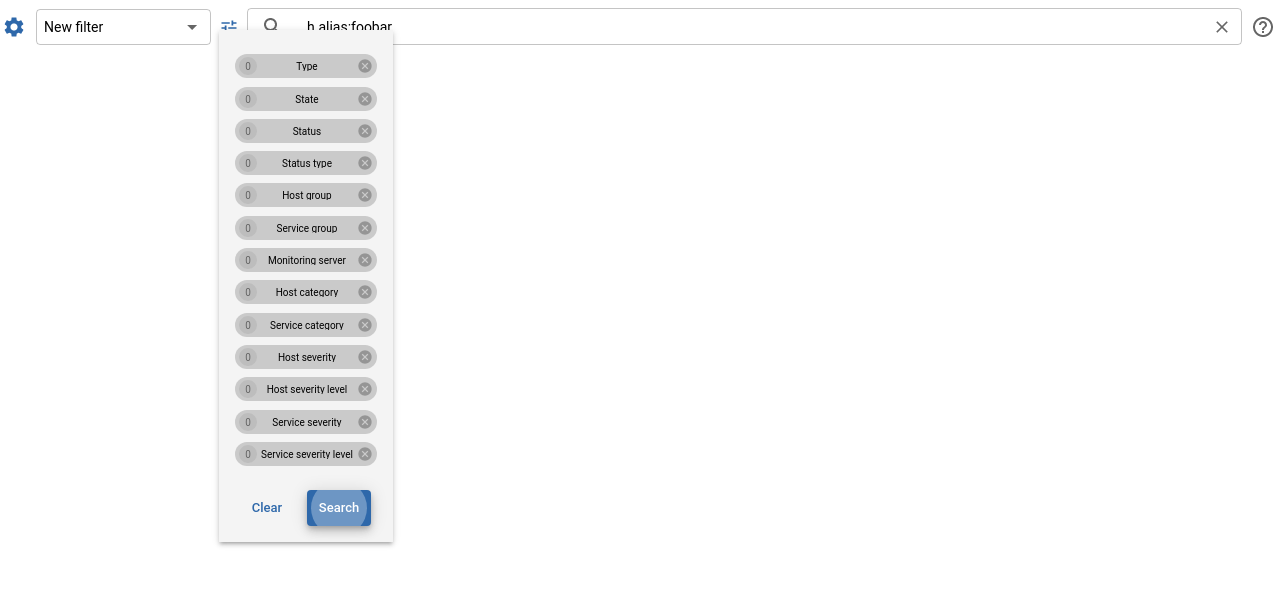 New filter
h.alias:foobar
0 Type
0 State
0 Status
0 Status type
0 Host group
0 Service group
0 Monitoring server
0 Host category
0 Service category
0 Host severity
0 Host severity level
0 Service severity
0 Service severity level
Clear Search